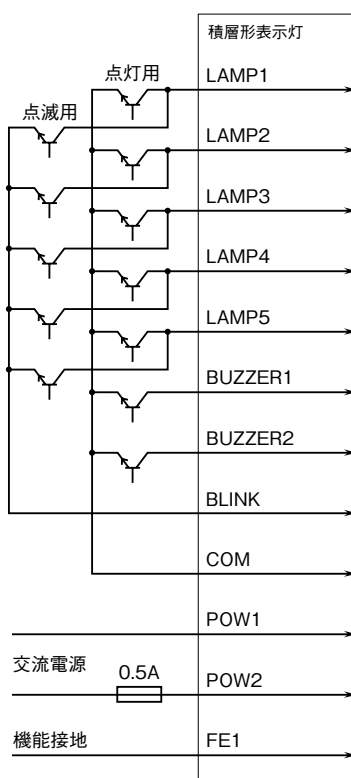 積層形表示灯
点灯用
LAMP1
点滅用
LAMP2
LAMP3
LAMP4
LAMP5
BUZZER1
BUZZER2
BLINK
COM
POW1
交流電源
0.5A
POW2
機能接地
FE1